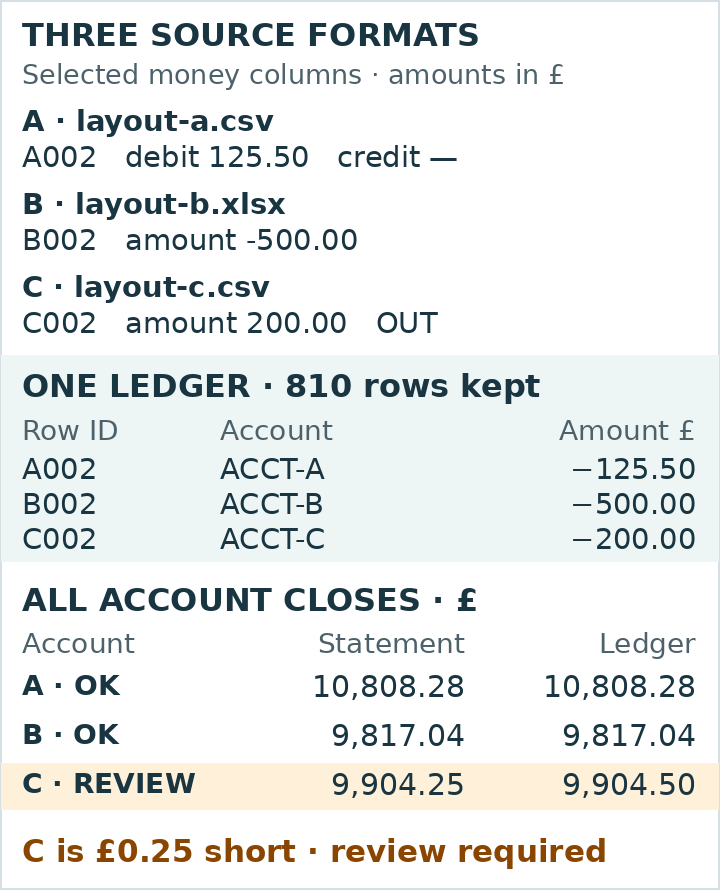 THREE SOURCE FORMATS
Selected money columns · amounts in £
A · layout-a.csv
A002 debit 125.50 credit —
B · layout-b.xlsx
B002 amount -500.00
C · layout-c.csv
C002 amount 200.00 OUT
ONE LEDGER · 810 rows kept
Row ID Account Amount £
A002 ACCT-A −125.50
B002 ACCT-B −500.00
C002 ACCT-C −200.00
ALL ACCOUNT CLOSES · £
Account Statement Ledger
A · OK 10,808.28 10,808.28
B · OK 9,817.04 9,817.04
C · REVIEW 9,904.25 9,904.50
C is £0.25 short · review required